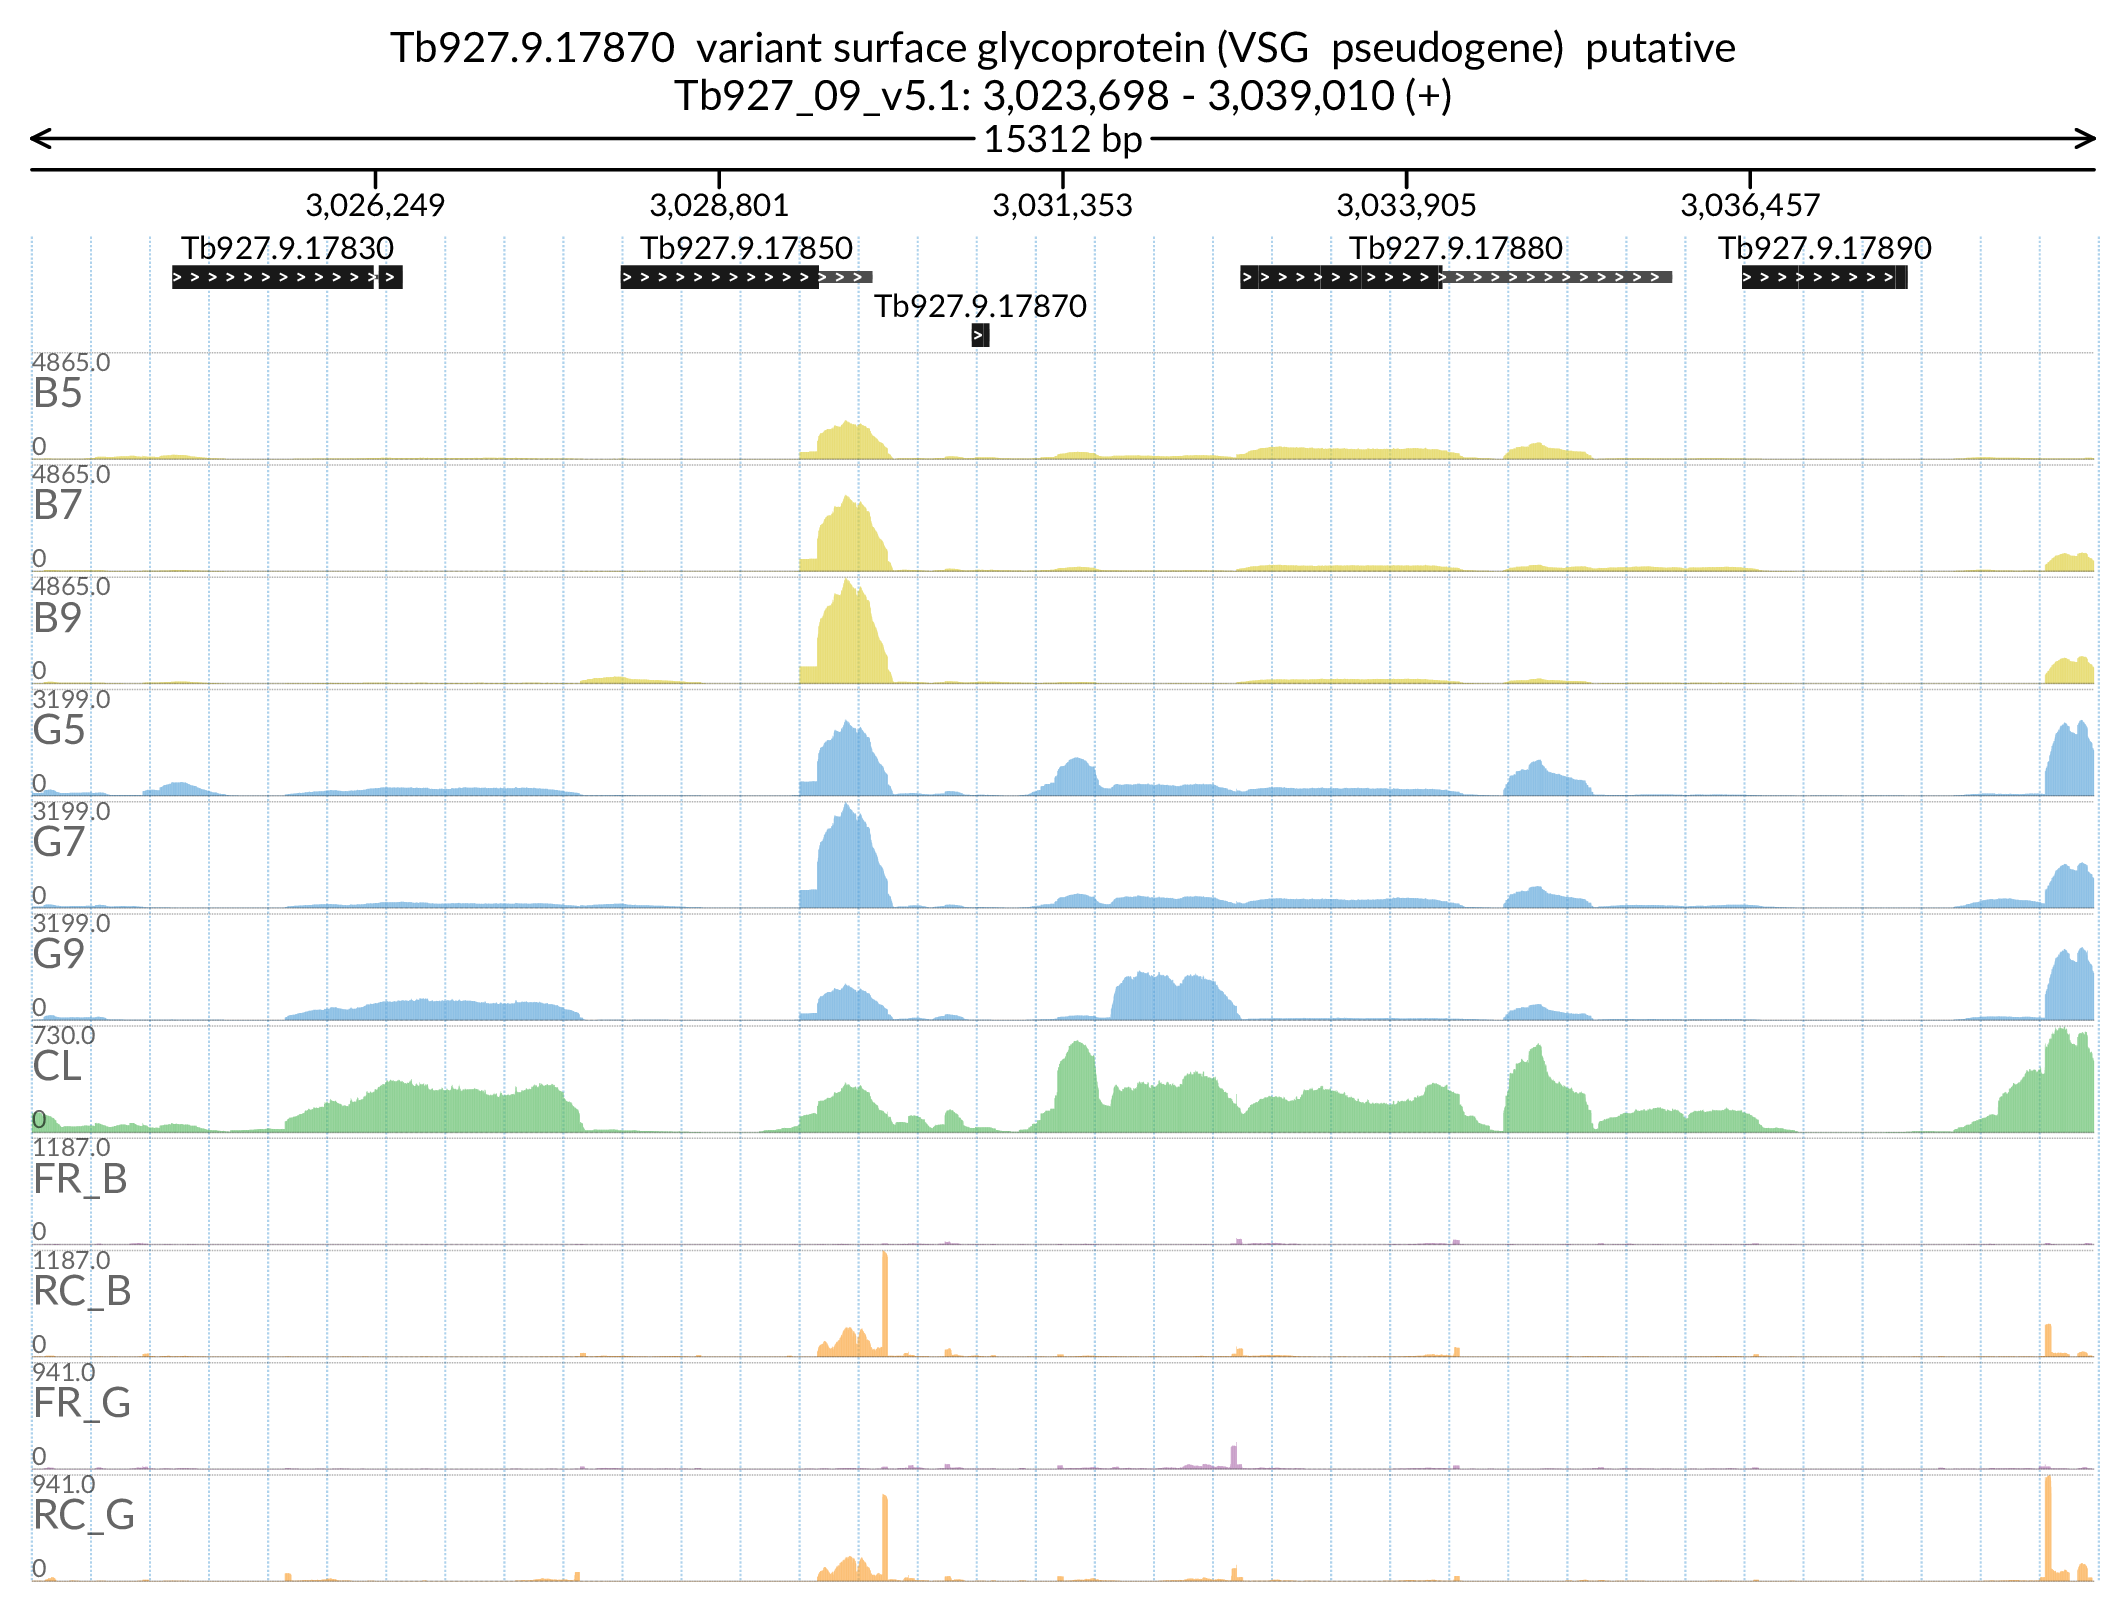 Tb927.9.17870  variant surface glycoprotein (VSG  pseudogene)  putative
Tb927_09_v5.1: 3,023,698 - 3,039,010 (+)
15312 bp
3,026,249 3,028,801 3,031,353 3,033,905 3,036,457
Tb927.9.17830 Tb927.9.17850 Tb927.9.17880 Tb927.9.17890
Tb927.9.17870
4865.0
B5
0
4865.0
B7
0
4865.0
B9
0
3199.0
G5
0
3199.0
G7
0
3199.0
G9
0
730.0
CL
0
1187.0
FR_B
0
1187.0
RC_B
0
941.0
FR_G
0
941.0
RC_G
0